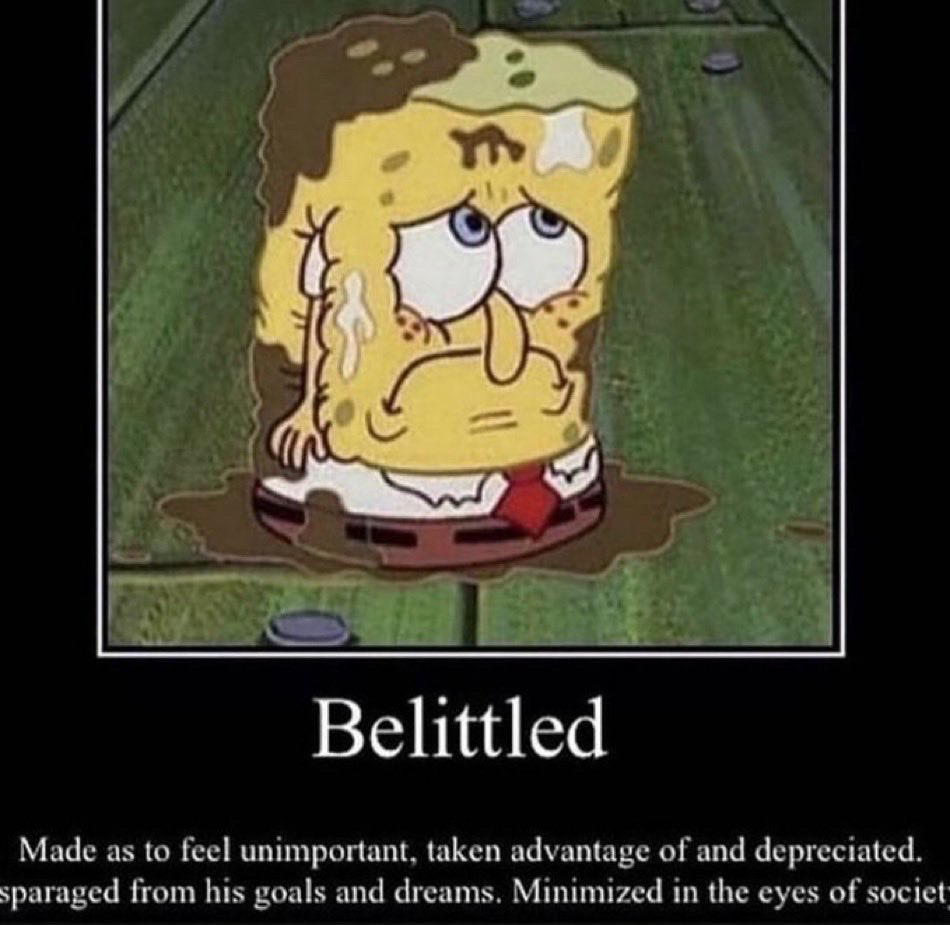 Belittled
Made as to feel unimportant, taken advantage of and depreciated.
sparaged from his goals and dreams. Minimized in the eyes of societ